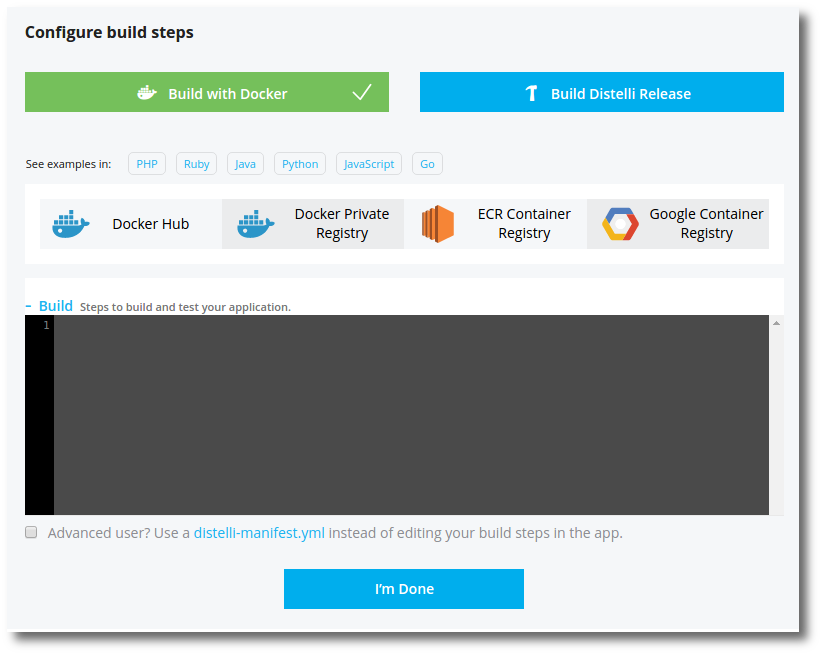 Configure build steps
Build with Docker
Build Distelli Release
See examples in: PHP Ruby Java Python JavaScript Go
Docker Hub
Docker Private
Registry
ECR Container
Registry
Google Container
Registry
– Build Steps to build and test your application.
1
Advanced user? Use a distelli-manifest.yml instead of editing your build steps in the app.
I'm Done